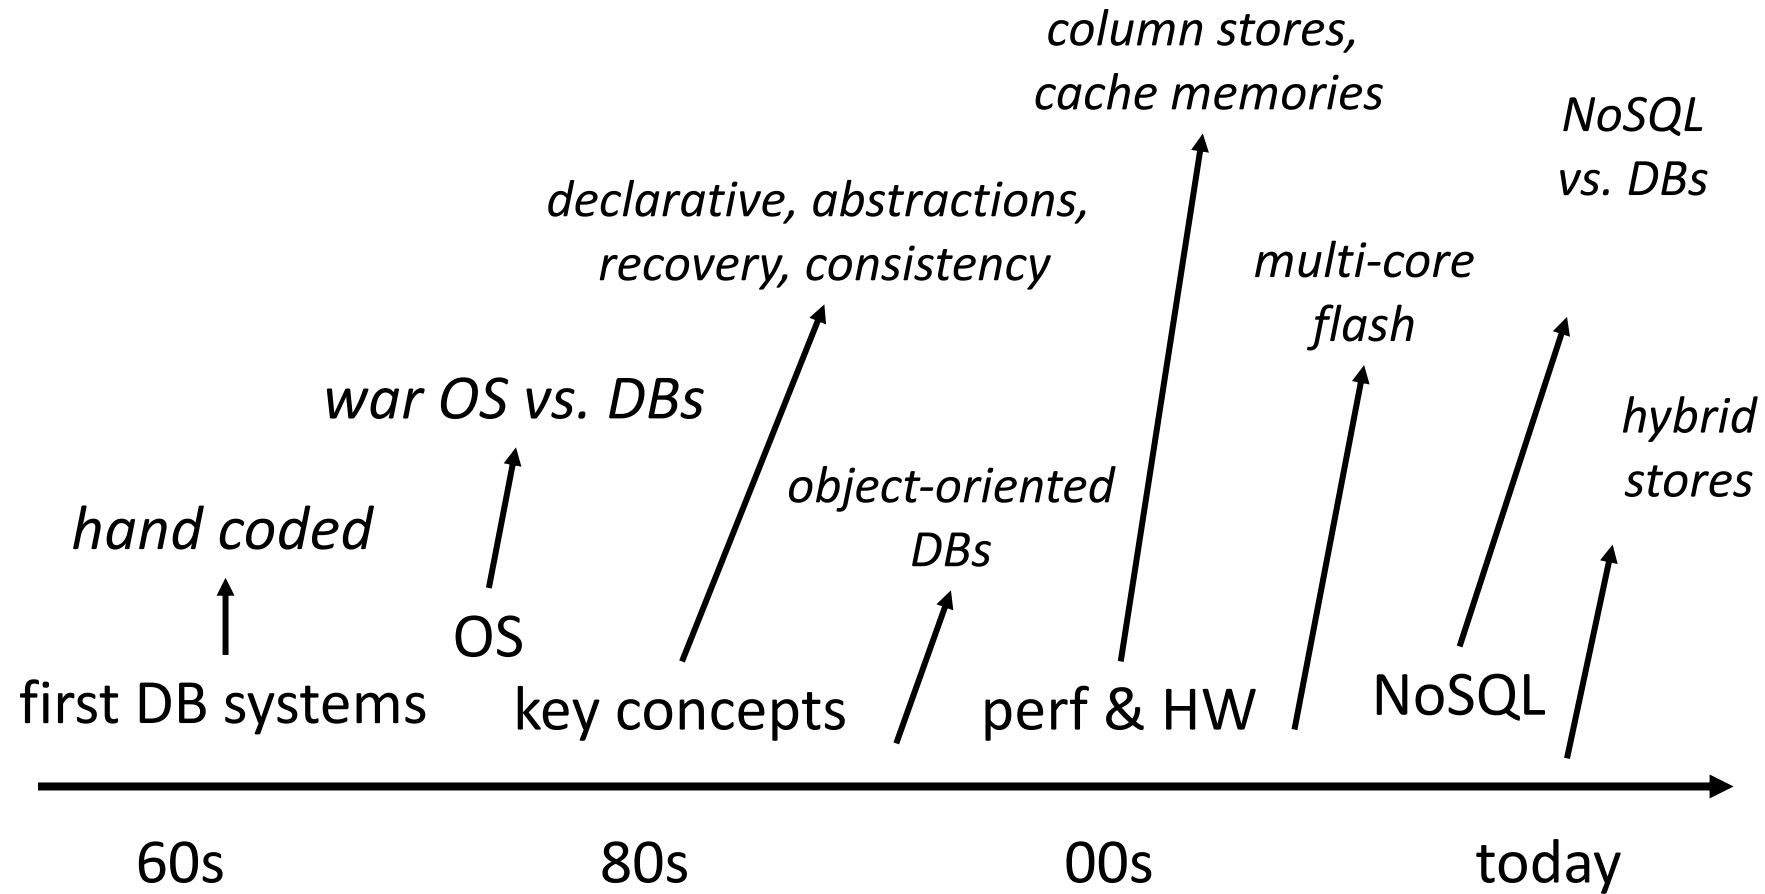 column stores,
cache memories
NoSQL
vs. DBs
declarative, abstractions,
recovery, consistency
multi-core
flash
war OS vs. DBs
hybrid
stores
object-oriented
DBs
hand coded
OS
first DB systems
key concepts
perf & HW
NoSQL
60s
80s
00s
today